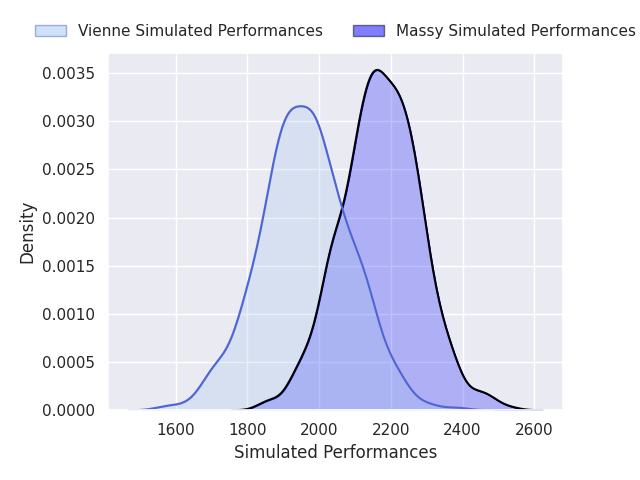 Vienne Simulated Performances
Massy Simulated Performances
0.0035
0.0030
0.0025
0.0020
0.0015
0.0010
0.0005
0.0000
Density
1600 1800 2000 2200 2400 2600
Simulated Performances